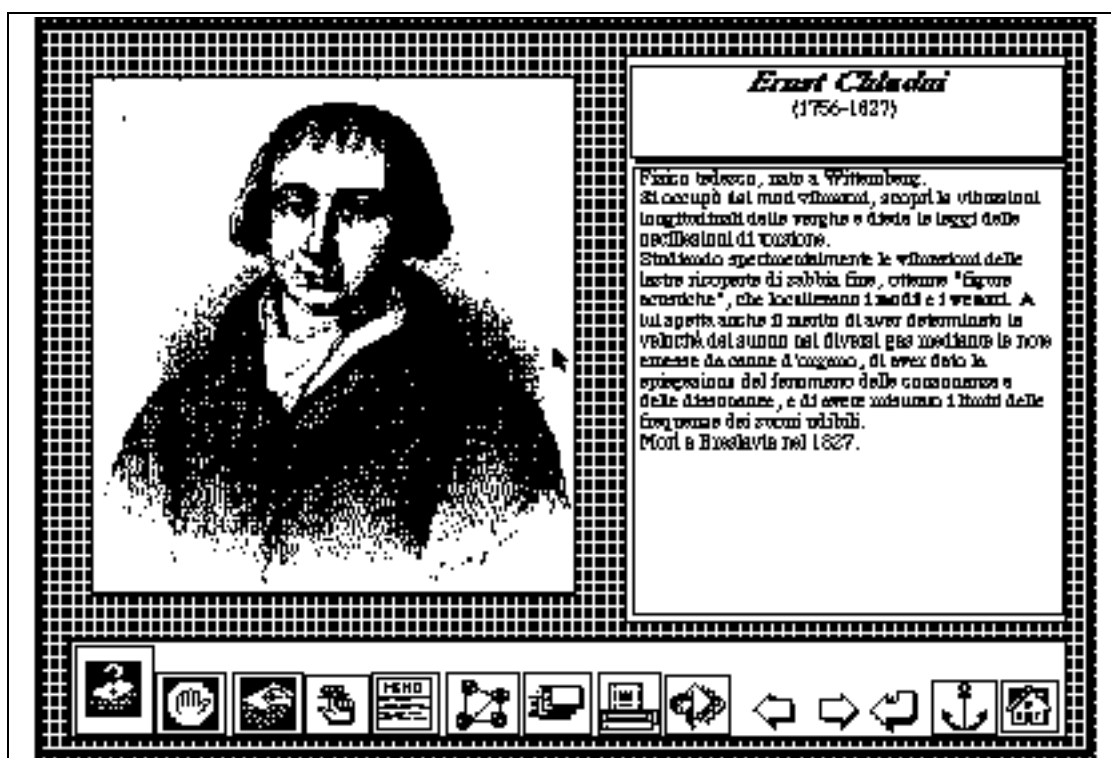 Ernst Chladni
(1756-1827)
Fisico tedesco, nato a Wittemberg.
Si occupò dei moti vibratori, scoprì le vibrazioni
longitudinali delle verghe e diede le leggi delle
oscillazioni di torsione.
Studiando sperimentalmente le vibrazioni delle
lastre ricoperte di sabbia fine, ottenne "figure
acustiche", che localizzano i nodi e i ventri. A
lui spetta anche il merito di aver determinato la
velocità del suono nei diversi gas mediante le note
emesse da canne d'organo, di aver dato la
spiegazione del fenomeno delle consonanze e
delle dissonanze, e di avere misurato i limiti delle
frequenze dei suoni udibili.
Morì a Breslavia nel 1827.
MEMO